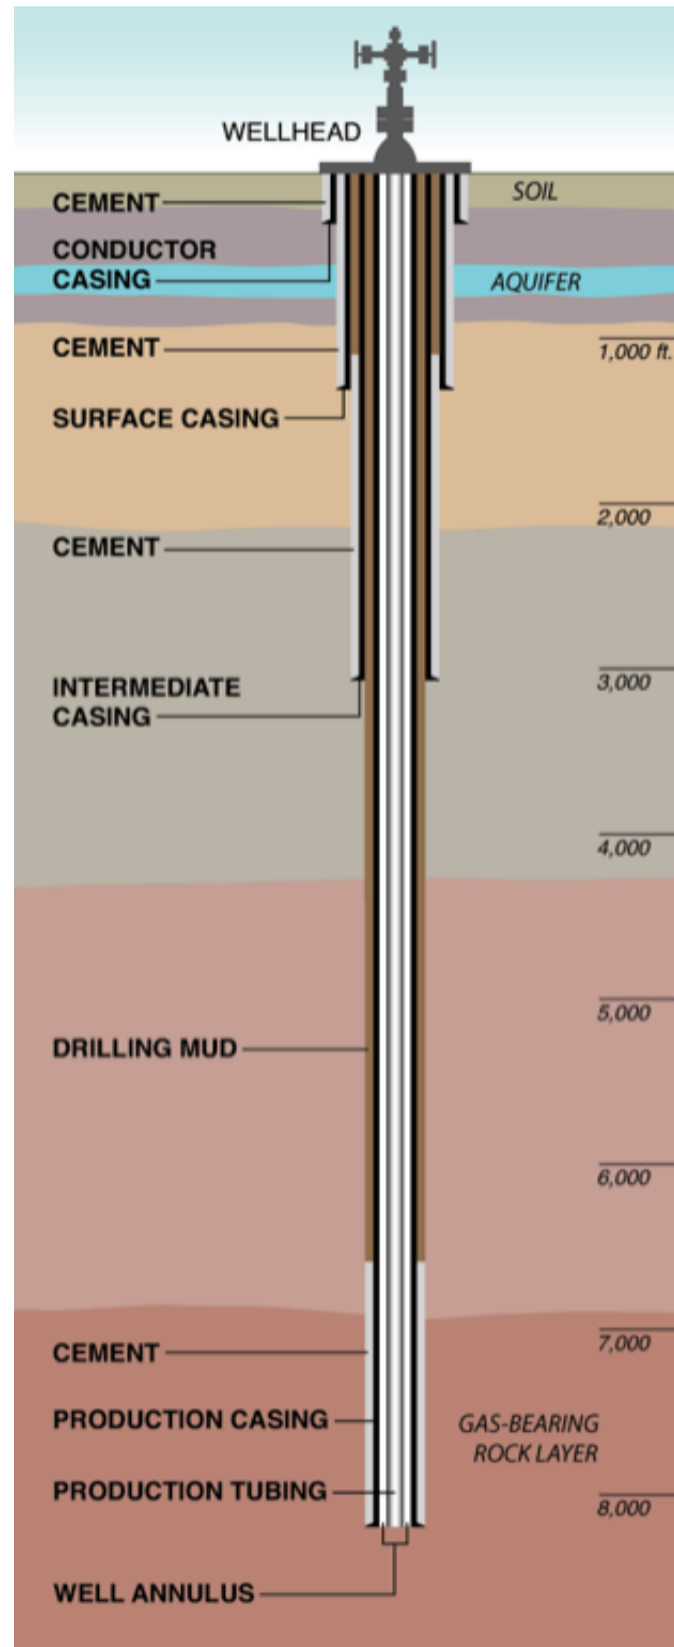 WELLHEAD
SOIL
CEMENT
CONDUCTOR
CASING
AQUIFER
CEMENT
1,000 ft.
SURFACE CASING
2,000
CEMENT
3,000
INTERMEDIATE
CASING
4,000
5,000
DRILLING MUD
6,000
7,000
CEMENT
PRODUCTION CASING
GAS-BEARING
ROCK LAYER
PRODUCTION TUBING
8,000
WELL ANNULUS